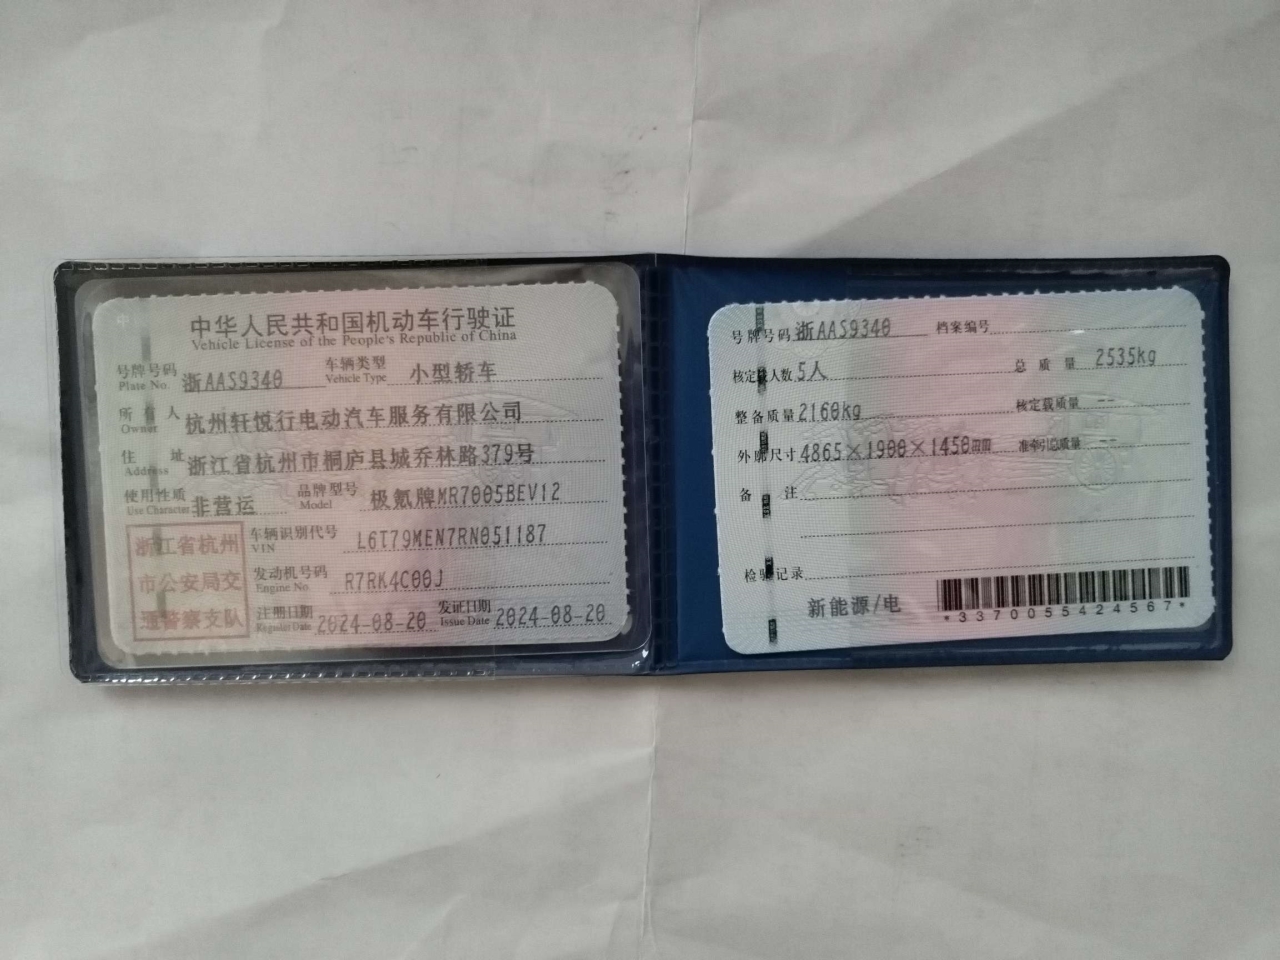 中华人民共和国机动车行驶证
Vehicle License of the People's Republic of China
号牌号码 浙AAS9340 车辆类型 小型轿车
Plate No. Vehicle Type
所有人 杭州轩悦行电动汽车服务有限公司
Owner
住址 浙江省杭州市桐庐县城乔林路379号
Address
使用性质 非营运 品牌型号 极氪牌MR7005BEV12
Use Character Model
浙江省杭州
市公安局交
通警察支队
车辆识别代号 L6T79MEN7RN051187
VIN
发动机号码 R7RK4C00J
Engine No.
注册日期 2024-08-20 发证日期 2024-08-20
Register Date Issue Date
号牌号码 浙AAS9340 档案编号
核定载人数 5人 总质量 2535kg
整备质量 2160kg 核定载质量 --
外廓尺寸 4865×1900×1450mm 准牵引总质量 --
备注
检验记录
新能源/电
*3370055424567*